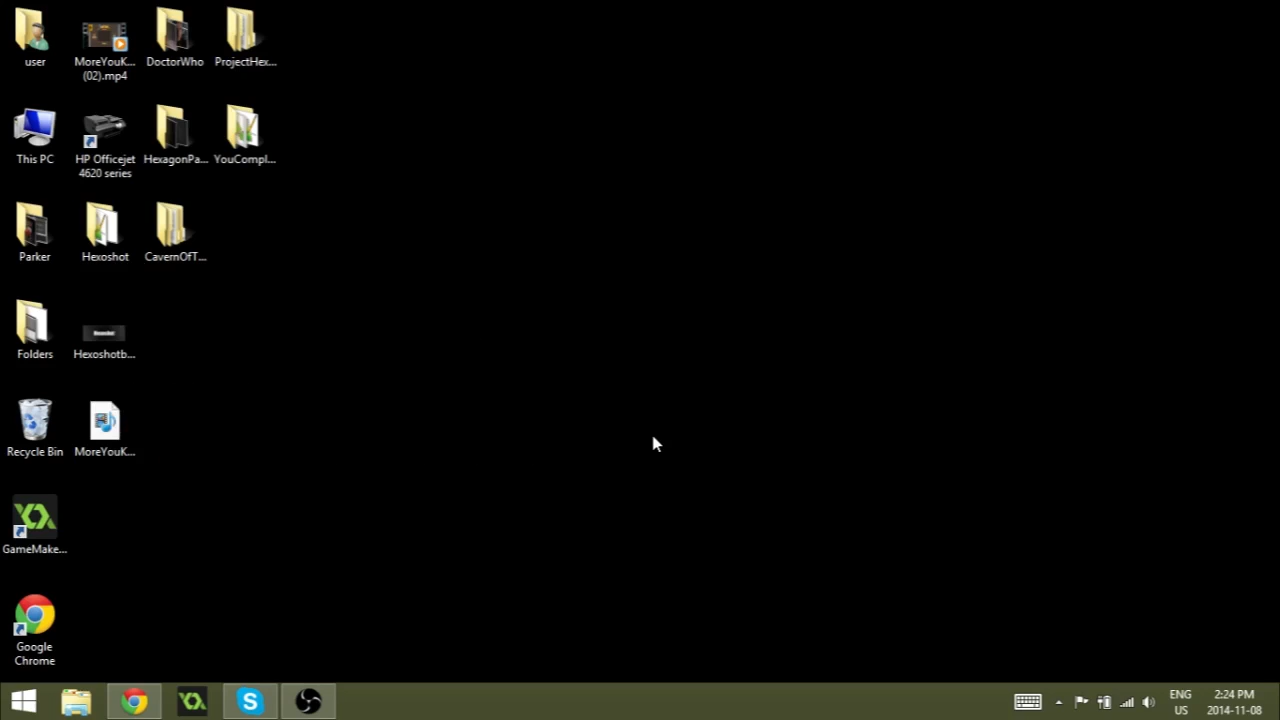 user
MoreYouK...
(02).mp4
DoctorWho
ProjectHex...
This PC
HP Officejet
4620 series
HexagonPa...
YouCompl...
Parker
Hexoshot
CavernOfT...
Folders
Hexoshotb...
Recycle Bin
MoreYouK...
GameMake...
Google
Chrome
ENG
US
2:24 PM
2014-11-08